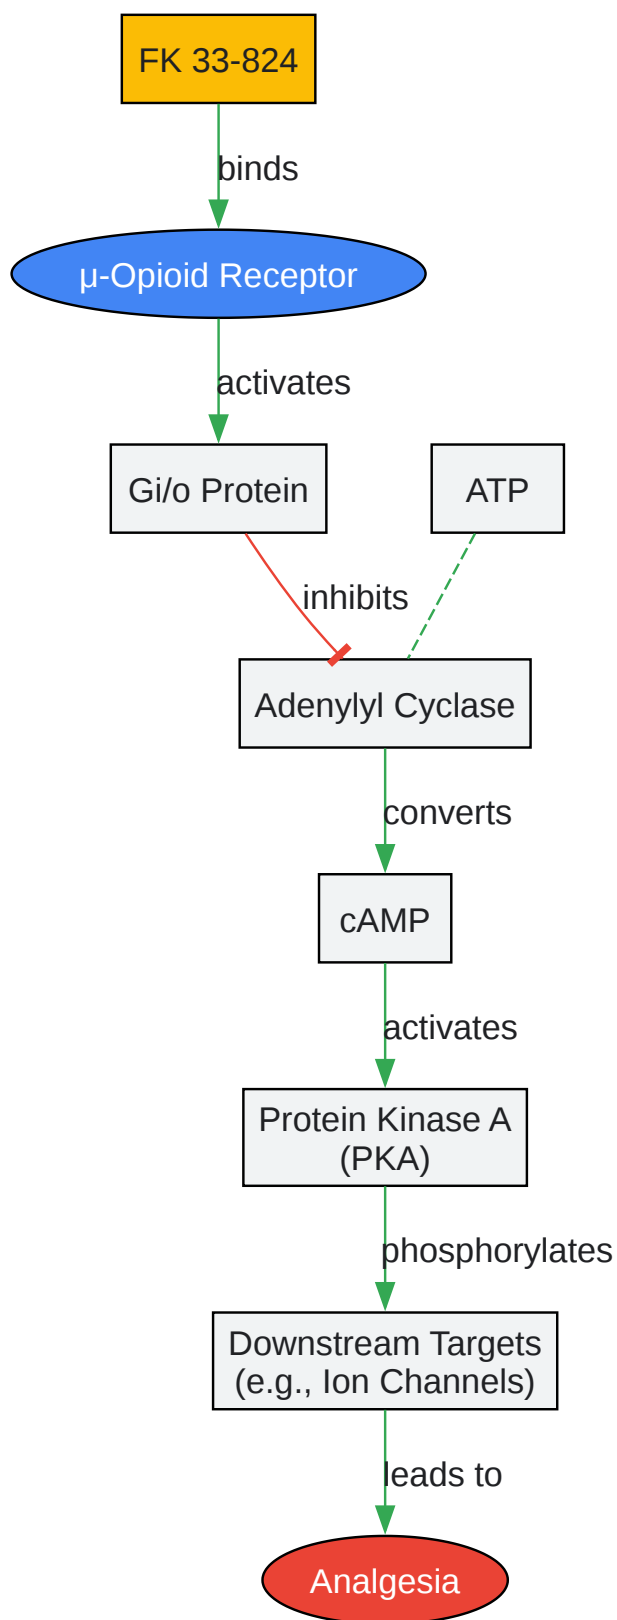 FK 33-824
binds
μ-Opioid Receptor
activates
Gi/o Protein
ATP
inhibits
Adenylyl Cyclase
converts
cAMP
activates
Protein Kinase A
(PKA)
phosphorylates
Downstream Targets
(e.g., Ion Channels)
leads to
Analgesia